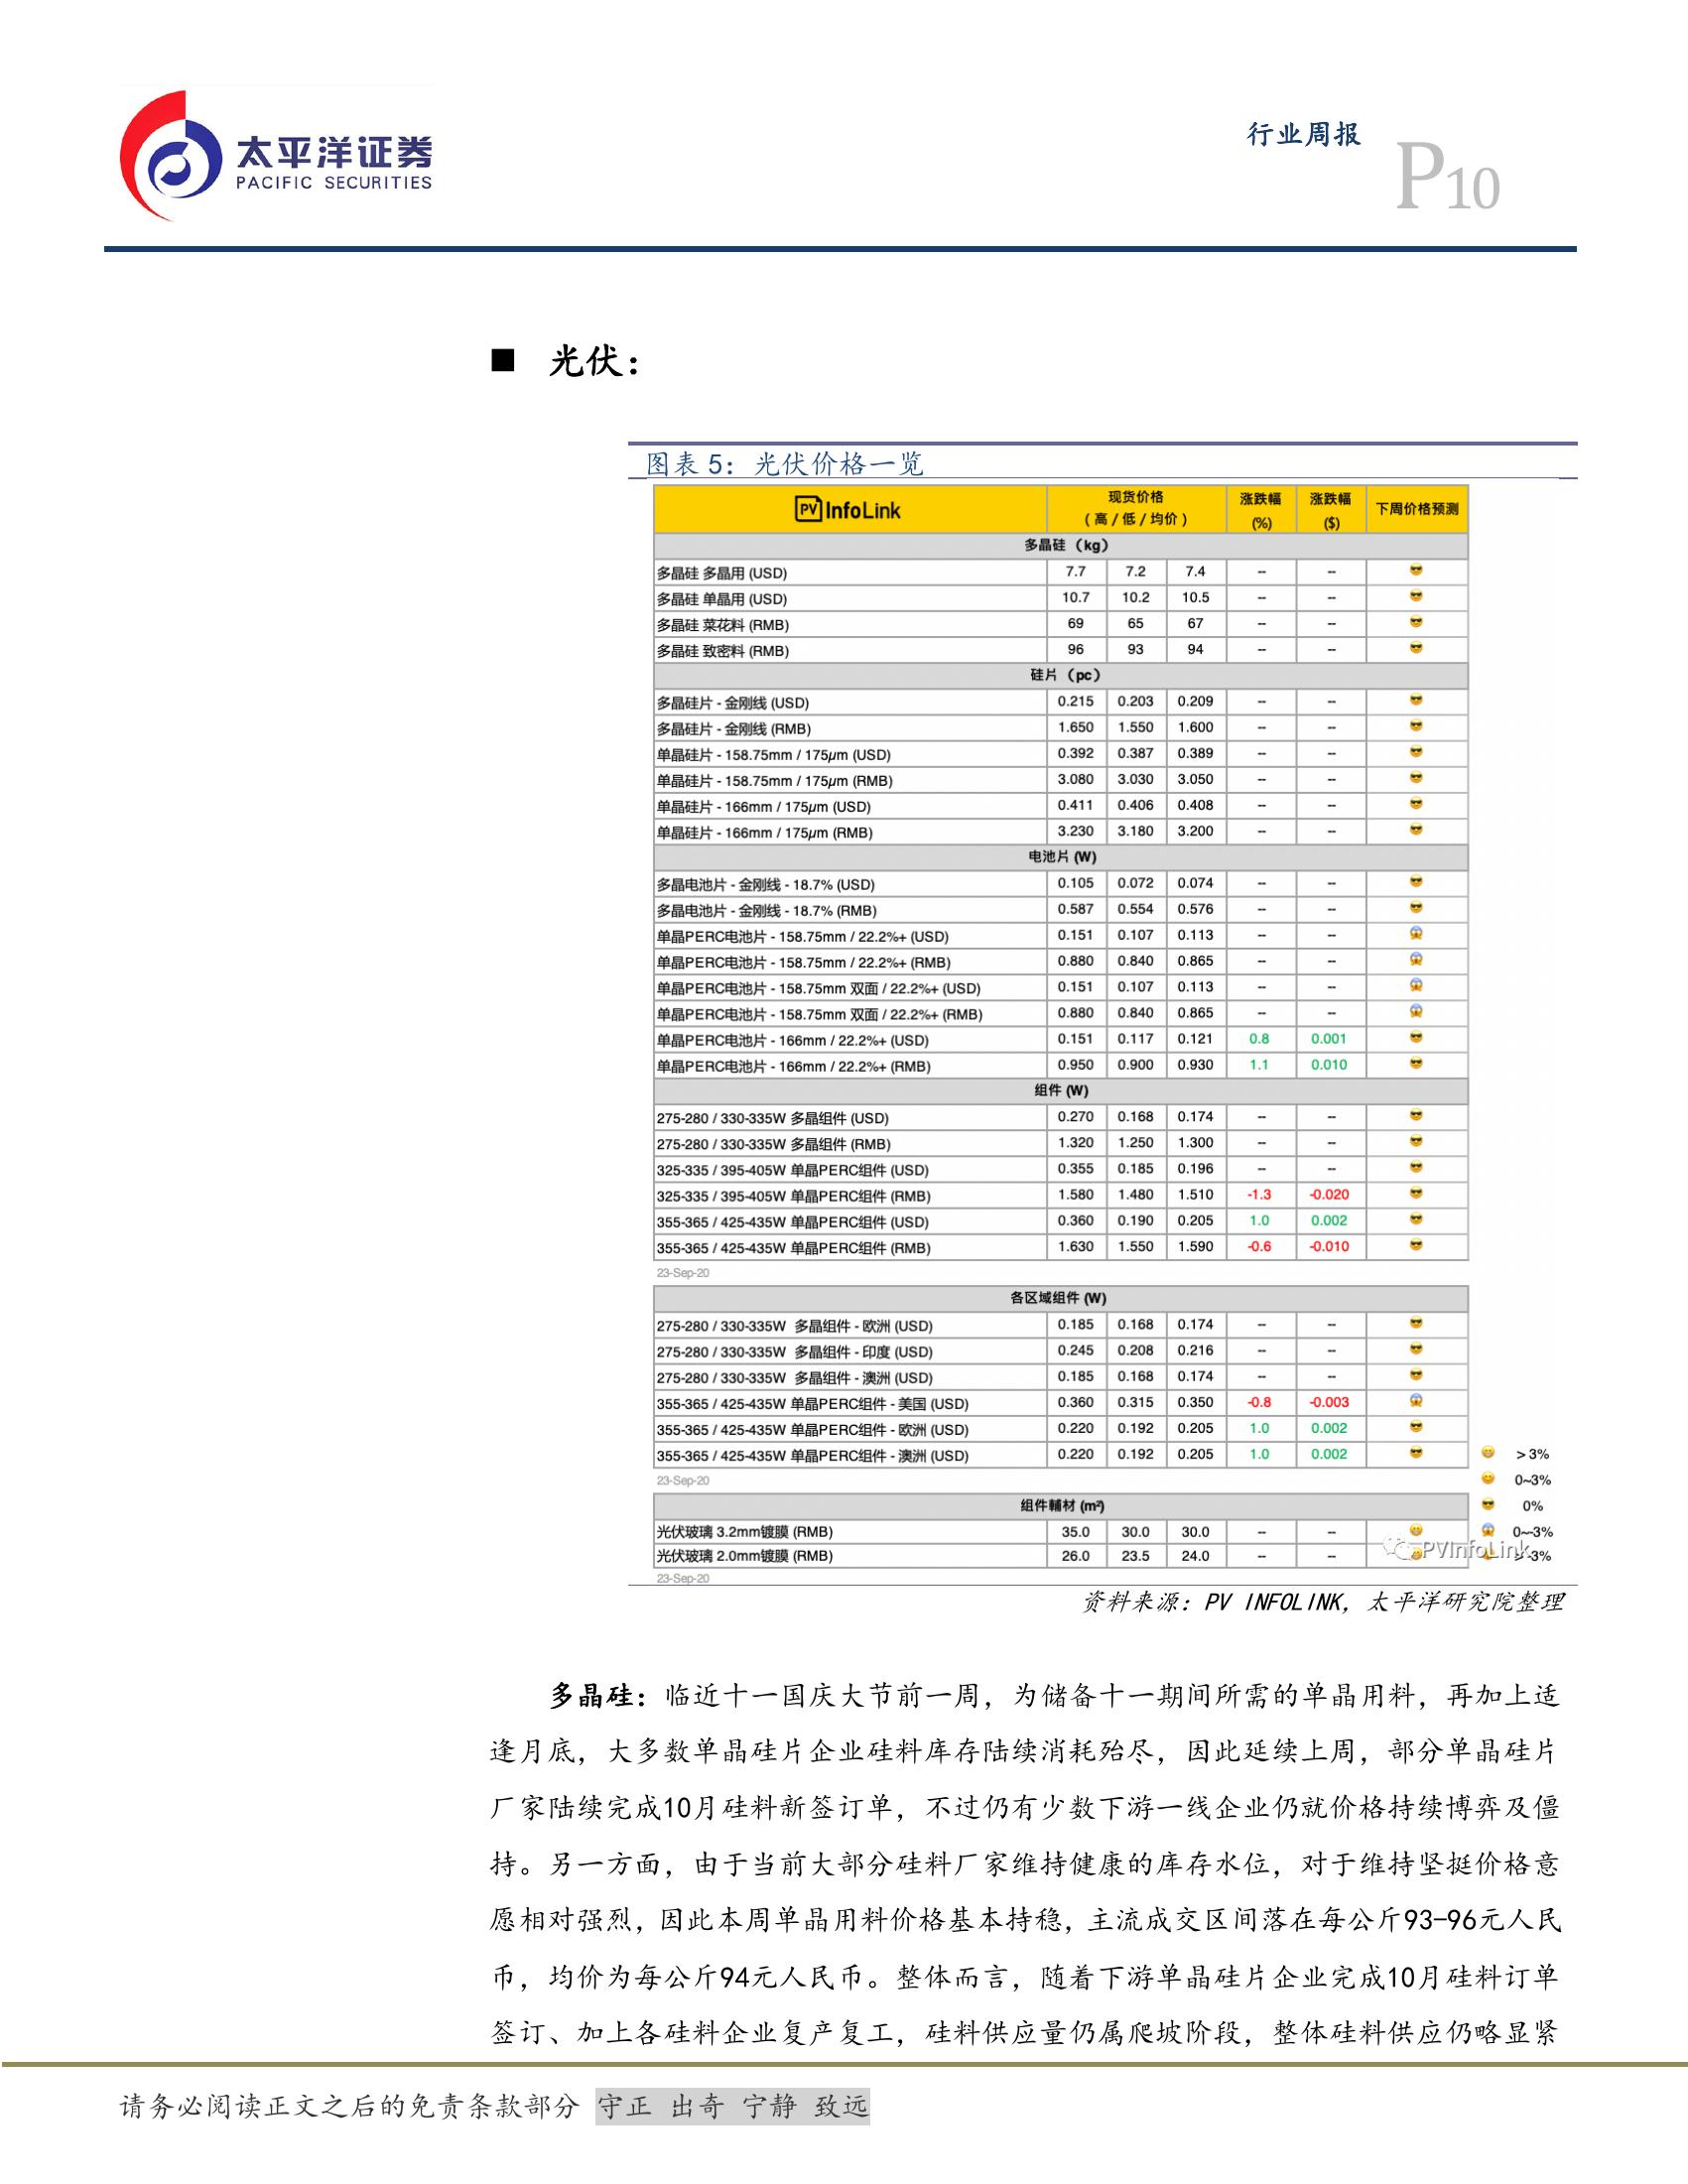 太平洋证券
PACIFIC SECURITIES
行业周报
P10
■ 光伏：
图表 5：光伏价格一览
PV InfoLink 现货价格 （高 / 低 / 均价） 涨跌幅 (%) 涨跌幅 ($) 下周价格预测
多晶硅 （kg）
多晶硅 多晶用 (USD) 7.7 7.2 7.4 -- --
多晶硅 单晶用 (USD) 10.7 10.2 10.5 -- --
多晶硅 菜花料 (RMB) 69 65 67 -- --
多晶硅 致密料 (RMB) 96 93 94 -- --
硅片 （pc）
多晶硅片 - 金刚线 (USD) 0.215 0.203 0.209 -- --
多晶硅片 - 金刚线 (RMB) 1.650 1.550 1.600 -- --
单晶硅片 - 158.75mm / 175μm (USD) 0.392 0.387 0.389 -- --
单晶硅片 - 158.75mm / 175μm (RMB) 3.080 3.030 3.050 -- --
单晶硅片 - 166mm / 175μm (USD) 0.411 0.406 0.408 -- --
单晶硅片 - 166mm / 175μm (RMB) 3.230 3.180 3.200 -- --
电池片 (W)
多晶电池片 - 金刚线 - 18.7% (USD) 0.105 0.072 0.074 -- --
多晶电池片 - 金刚线 - 18.7% (RMB) 0.587 0.554 0.576 -- --
单晶PERC电池片 - 158.75mm / 22.2%+ (USD) 0.151 0.107 0.113 -- --
单晶PERC电池片 - 158.75mm / 22.2%+ (RMB) 0.880 0.840 0.865 -- --
单晶PERC电池片 - 158.75mm 双面 / 22.2%+ (USD) 0.151 0.107 0.113 -- --
单晶PERC电池片 - 158.75mm 双面 / 22.2%+ (RMB) 0.880 0.840 0.865 -- --
单晶PERC电池片 - 166mm / 22.2%+ (USD) 0.151 0.117 0.121 0.8 0.001
单晶PERC电池片 - 166mm / 22.2%+ (RMB) 0.950 0.900 0.930 1.1 0.010
组件 (W)
275-280 / 330-335W 多晶组件 (USD) 0.270 0.168 0.174 -- --
275-280 / 330-335W 多晶组件 (RMB) 1.320 1.250 1.300 -- --
325-335 / 395-405W 单晶PERC组件 (USD) 0.355 0.185 0.196 -- --
325-335 / 395-405W 单晶PERC组件 (RMB) 1.580 1.480 1.510 -1.3 -0.020
355-365 / 425-435W 单晶PERC组件 (USD) 0.360 0.190 0.205 1.0 0.002
355-365 / 425-435W 单晶PERC组件 (RMB) 1.630 1.550 1.590 -0.6 -0.010
23-Sep-20
各区域组件 (W)
275-280 / 330-335W 多晶组件 - 欧洲 (USD) 0.185 0.168 0.174 -- --
275-280 / 330-335W 多晶组件 - 印度 (USD) 0.245 0.208 0.216 -- --
275-280 / 330-335W 多晶组件 - 澳洲 (USD) 0.185 0.168 0.174 -- --
355-365 / 425-435W 单晶PERC组件 - 美国 (USD) 0.360 0.315 0.350 -0.8 -0.003
355-365 / 425-435W 单晶PERC组件 - 欧洲 (USD) 0.220 0.192 0.205 1.0 0.002
355-365 / 425-435W 单晶PERC组件 - 澳洲 (USD) 0.220 0.192 0.205 1.0 0.002 > 3%
23-Sep-20 0~3%
组件輔材 (m²) 0%
光伏玻璃 3.2mm镀膜 (RMB) 35.0 30.0 30.0 -- -- 0~-3%
光伏玻璃 2.0mm镀膜 (RMB) 26.0 23.5 24.0 -- -- PVInfoLink -3%
23-Sep-20
资料来源：PV INFOLINK，太平洋研究院整理
多晶硅：临近十一国庆大节前一周，为储备十一期间所需的单晶用料，再加上适
逢月底，大多数单晶硅片企业硅料库存陆续消耗殆尽，因此延续上周，部分单晶硅片
厂家陆续完成10月硅料新签订单，不过仍有少数下游一线企业仍就价格持续博弈及僵
持。另一方面，由于当前大部分硅料厂家维持健康的库存水位，对于维持坚挺价格意
愿相对强烈，因此本周单晶用料价格基本持稳，主流成交区间落在每公斤93-96元人民
币，均价为每公斤94元人民币。整体而言，随着下游单晶硅片企业完成10月硅料订单
签订、加上各硅料企业复产复工，硅料供应量仍属爬坡阶段，整体硅料供应仍略显紧
请务必阅读正文之后的免责条款部分 守正 出奇 宁静 致远